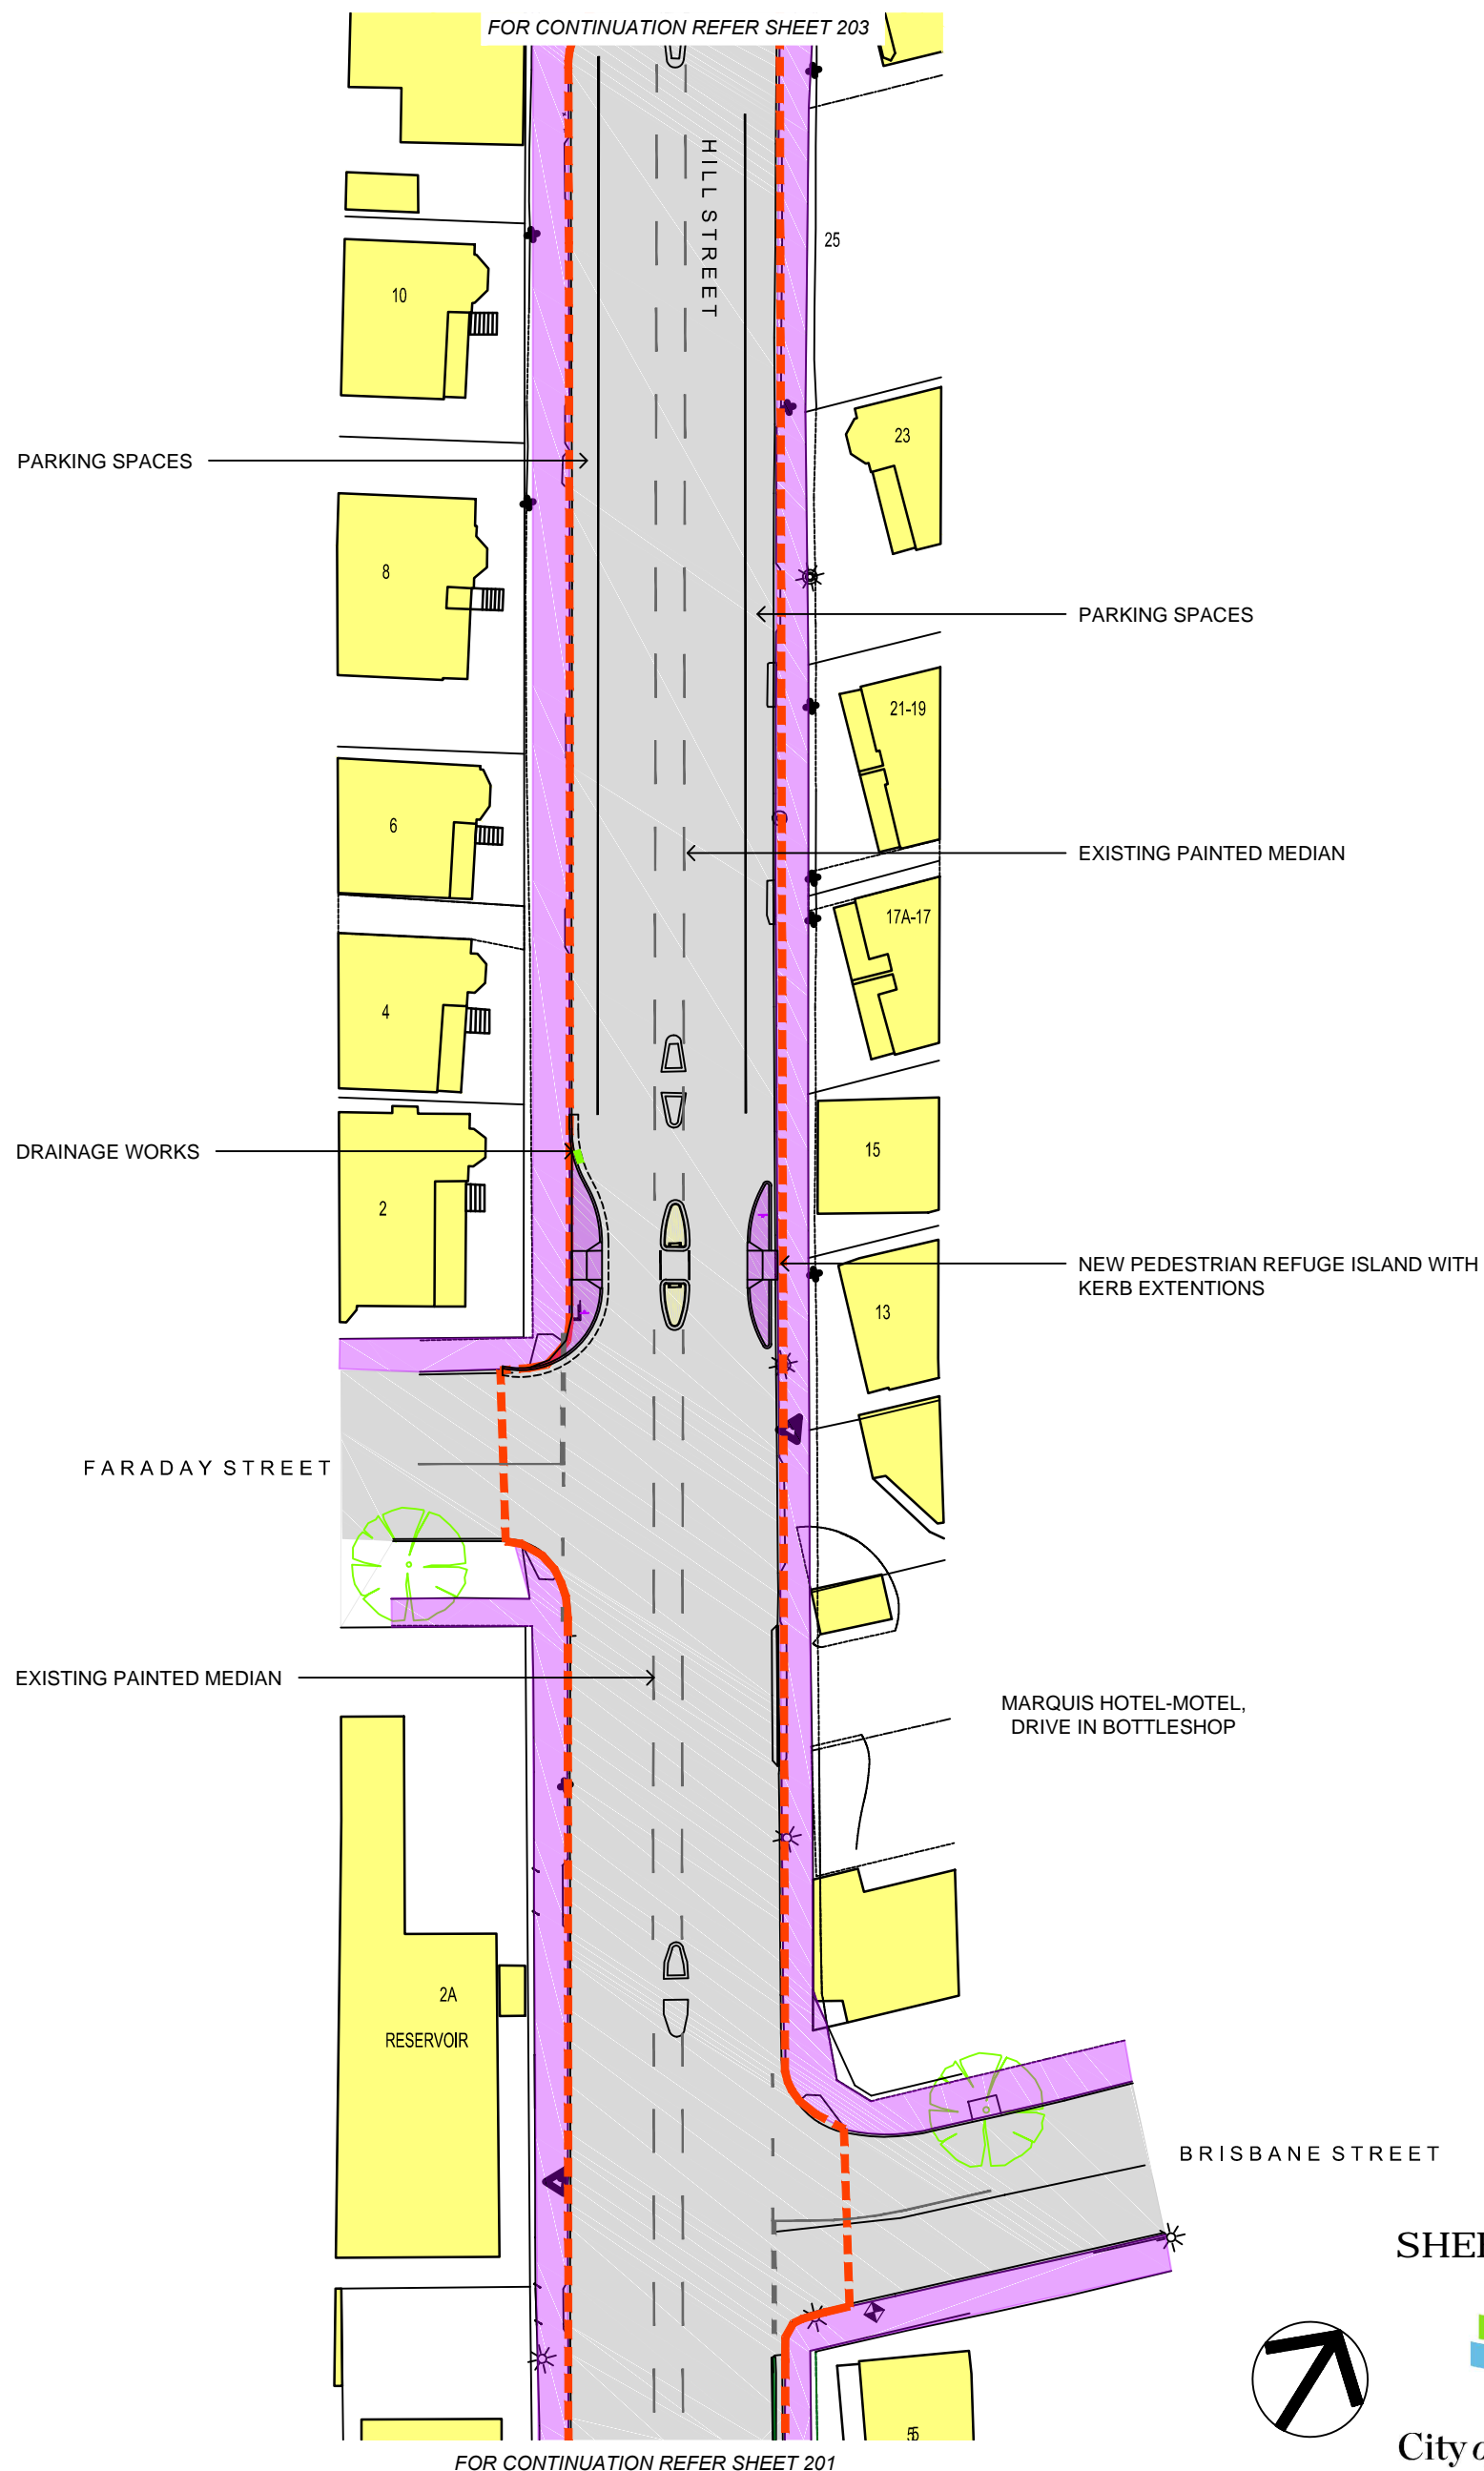 FOR CONTINUATION REFER SHEET 203
HILL STREET
25
10
23
PARKING SPACES
8
PARKING SPACES
21-19
6
EXISTING PAINTED MEDIAN
17A-17
4
DRAINAGE WORKS
15
2
NEW PEDESTRIAN REFUGE ISLAND WITH
KERB EXTENTIONS
13
FARADAY STREET
EXISTING PAINTED MEDIAN
MARQUIS HOTEL-MOTEL,
DRIVE IN BOTTLESHOP
2A
RESERVOIR
BRISBANE STREET
City
FOR CONTINUATION REFER SHEET 201